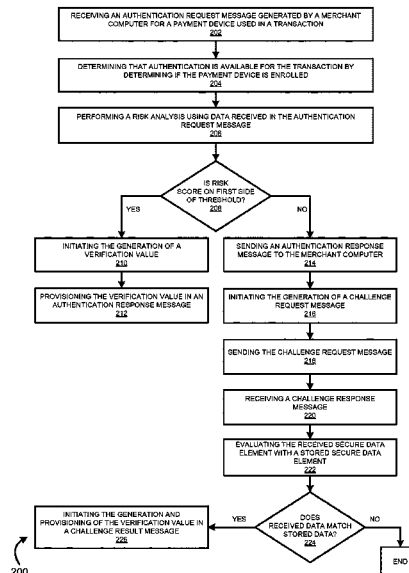 RECEIVING AN AUTHENTICATION REQUEST MESSAGE GENERATED BY A MERCHANT
COMPUTER FOR A PAYMENT DEVICE USED IN A TRANSACTION
202
DETERMINING THAT AUTHENTICATION IS AVAILABLE FOR THE TRANSACTION BY
DETERMINING IF THE PAYMENT DEVICE IS ENROLLED
204
PERFORMING A RISK ANALYSIS USING DATA RECEIVED IN THE AUTHENTICATION
REQUEST MESSAGE
206
IS RISK
SCORE ON FIRST SIDE
OF THRESHOLD?
208
YES
NO
INITIATING THE GENERATION OF A
VERIFICATION VALUE
210
PROVISIONING THE VERIFICATION VALUE IN AN
AUTHENTICATION RESPONSE MESSAGE
212
SENDING AN AUTHENTICATION RESPONSE
MESSAGE TO THE MERCHANT COMPUTER
214
INITIATING THE GENERATION OF A CHALLENGE
REQUEST MESSAGE
216
SENDING THE CHALLENGE REQUEST MESSAGE
218
RECEIVING A CHALLENGE RESPONSE
MESSAGE
220
EVALUATING THE RECEIVED SECURE DATA
ELEMENT WITH A STORED SECURE DATA
ELEMENT
222
DOES
RECEIVED DATA MATCH
STORED DATA?
224
YES
NO
INITIATING THE GENERATION AND
PROVISIONING OF THE VERIFICATION VALUE IN
A CHALLENGE RESULT MESSAGE
226
END
200